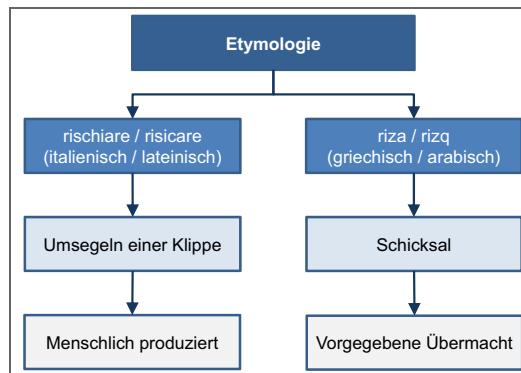 Etymologie
rischiare / risicare
(italienisch / lateinisch)
riza / rizq
(griechisch / arabisch)
Umsegeln einer Klippe
Schicksal
Menschlich produziert
Vorgegebene Übermacht